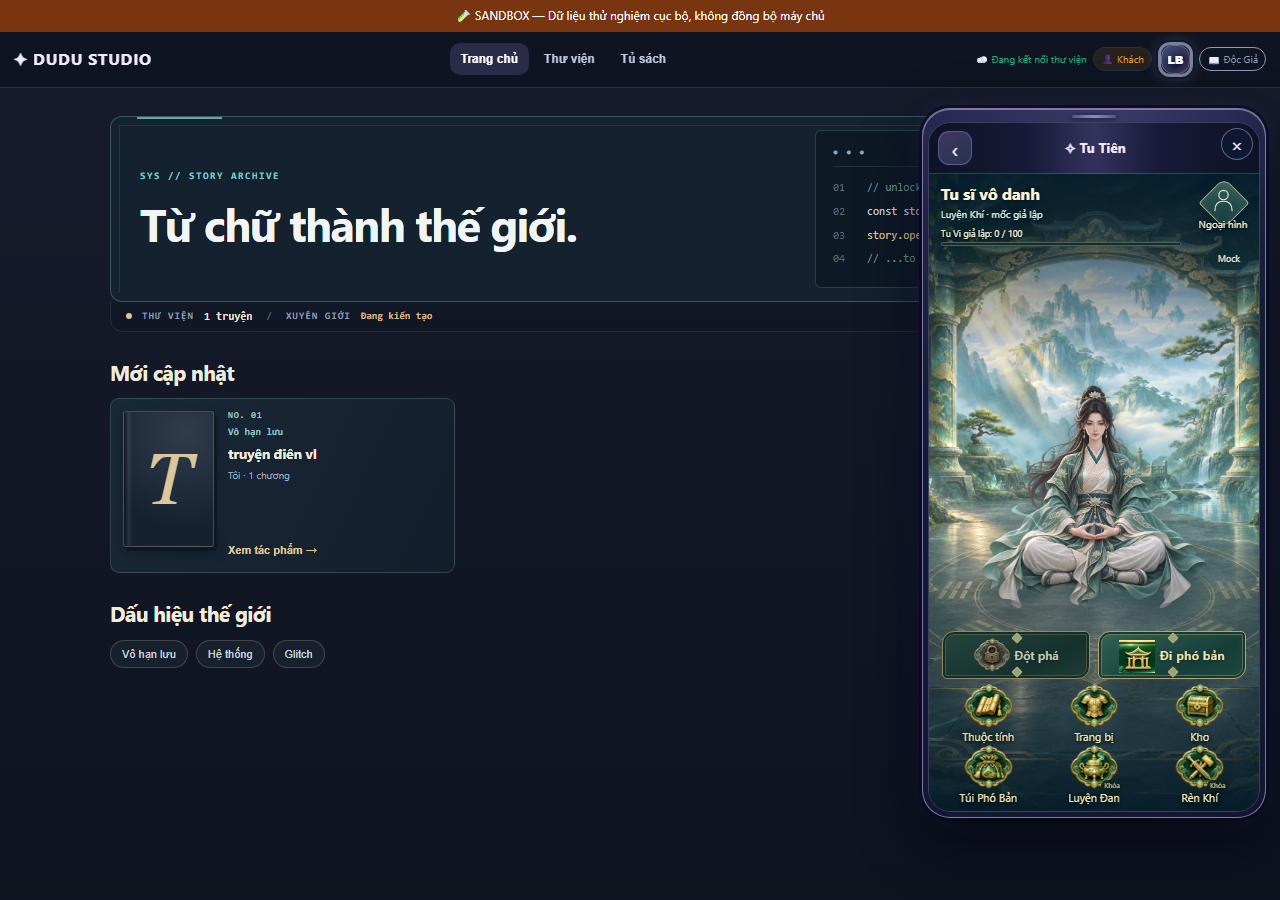 SANDBOX — Dữ liệu thử nghiệm cục bộ, không đồng bộ máy chủ
DUDU STUDIO
Trang chủ
Thư viện
Tủ sách
Đang kết nối thư viện
Khách
LB
Độc Giả
SYS // STORY ARCHIVE
Từ chữ thành thế giới.
01 // unlock
02 const sto
03 story.ope
04 // ...to
THƯ VIỆN 1 truyện / XUYÊN GIỚI Đang kiến tạo
Mới cập nhật
T
NO. 01
Vô hạn lưu
truyện điên vl
Tôi · 1 chương
Xem tác phẩm →
Dấu hiệu thế giới
Vô hạn lưu
Hệ thống
Glitch
Tu Tiên
Tu sĩ vô danh
Luyện Khí · mốc giả lập
Tu Vi giả lập: 0 / 100
Ngoại hình
Mock
Đột phá
Đi phó bản
Thuộc tính
Trang bị
Kho
Túi Phó Bản
Khóa
Luyện Đan
Khóa
Rèn Khí